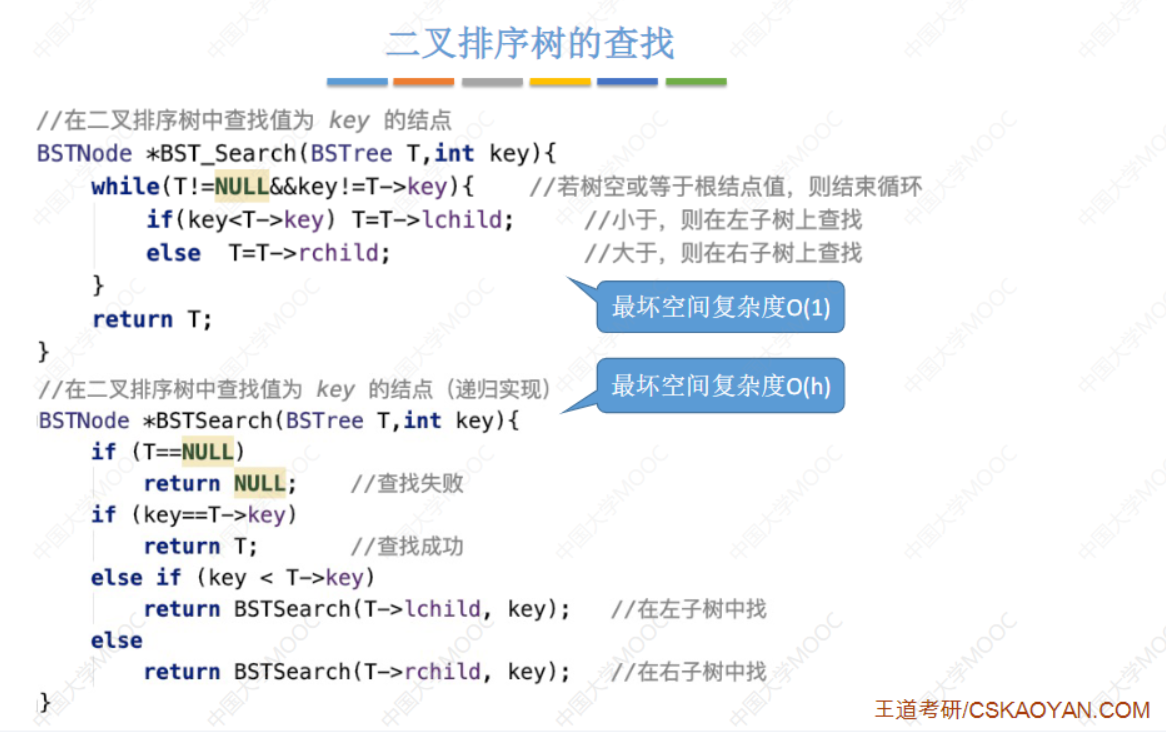 二叉排序树的查找
//在二叉排序树中查找值为 key 的结点
BSTNode *BST_Search(BSTree T,int key){
while(T!=NULL&&key!=T->key){ //若树空或等于根结点值，则结束循环
if(key<T->key) T=T->lchild; //小于，则在左子树上查找
else T=T->rchild; //大于，则在右子树上查找
}
最坏空间复杂度O(1)
return T;
}
//在二叉排序树中查找值为 key 的结点（递归实现）
最坏空间复杂度O(h)
BSTNode *BSTSearch(BSTree T,int key){
if (T==NULL)
return NULL; //查找失败
if (key==T->key)
return T; //查找成功
else if (key < T->key)
return BSTSearch(T->lchild, key); //在左子树中找
else
return BSTSearch(T->rchild, key); //在右子树中找
}
王道考研/CSKAOYAN.COM
中国大学MOOC